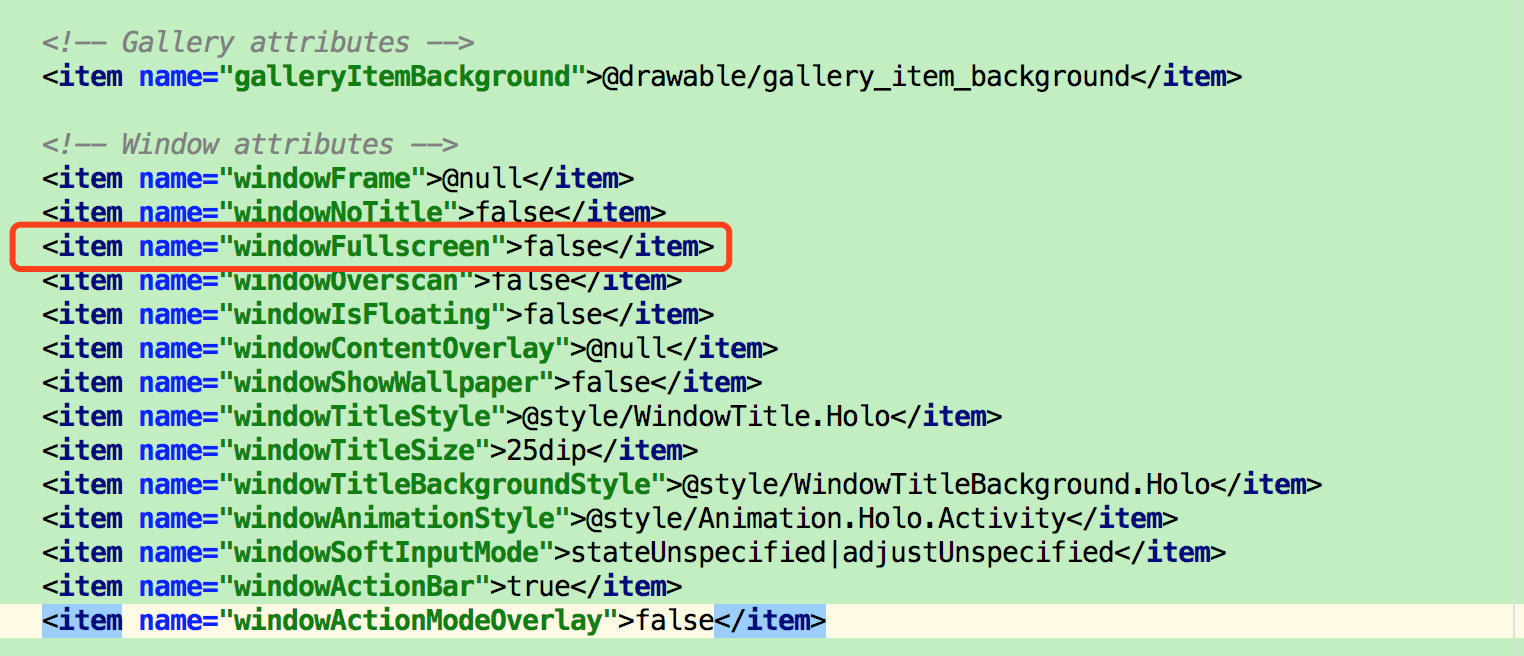 <!-- Gallery attributes -->
<item name="galleryItemBackground">@drawable/gallery_item_background</item>
<!-- Window attributes -->
<item name="windowFrame">@null</item>
<item name="windowNoTitle">false</item>
<item name="windowFullscreen">false</item>
<item name="windowOverscan">false</item>
<item name="windowIsFloating">false</item>
<item name="windowContentOverlay">@null</item>
<item name="windowShowWallpaper">false</item>
<item name="windowTitleStyle">@style/WindowTitle.Holo</item>
<item name="windowTitleSize">25dip</item>
<item name="windowTitleBackgroundStyle">@style/WindowTitleBackground.Holo</item>
<item name="windowAnimationStyle">@style/Animation.Holo.Activity</item>
<item name="windowSoftInputMode">stateUnspecified|adjustUnspecified</item>
<item name="windowActionBar">true</item>
<item name="windowActionModeOverlay">false</item>